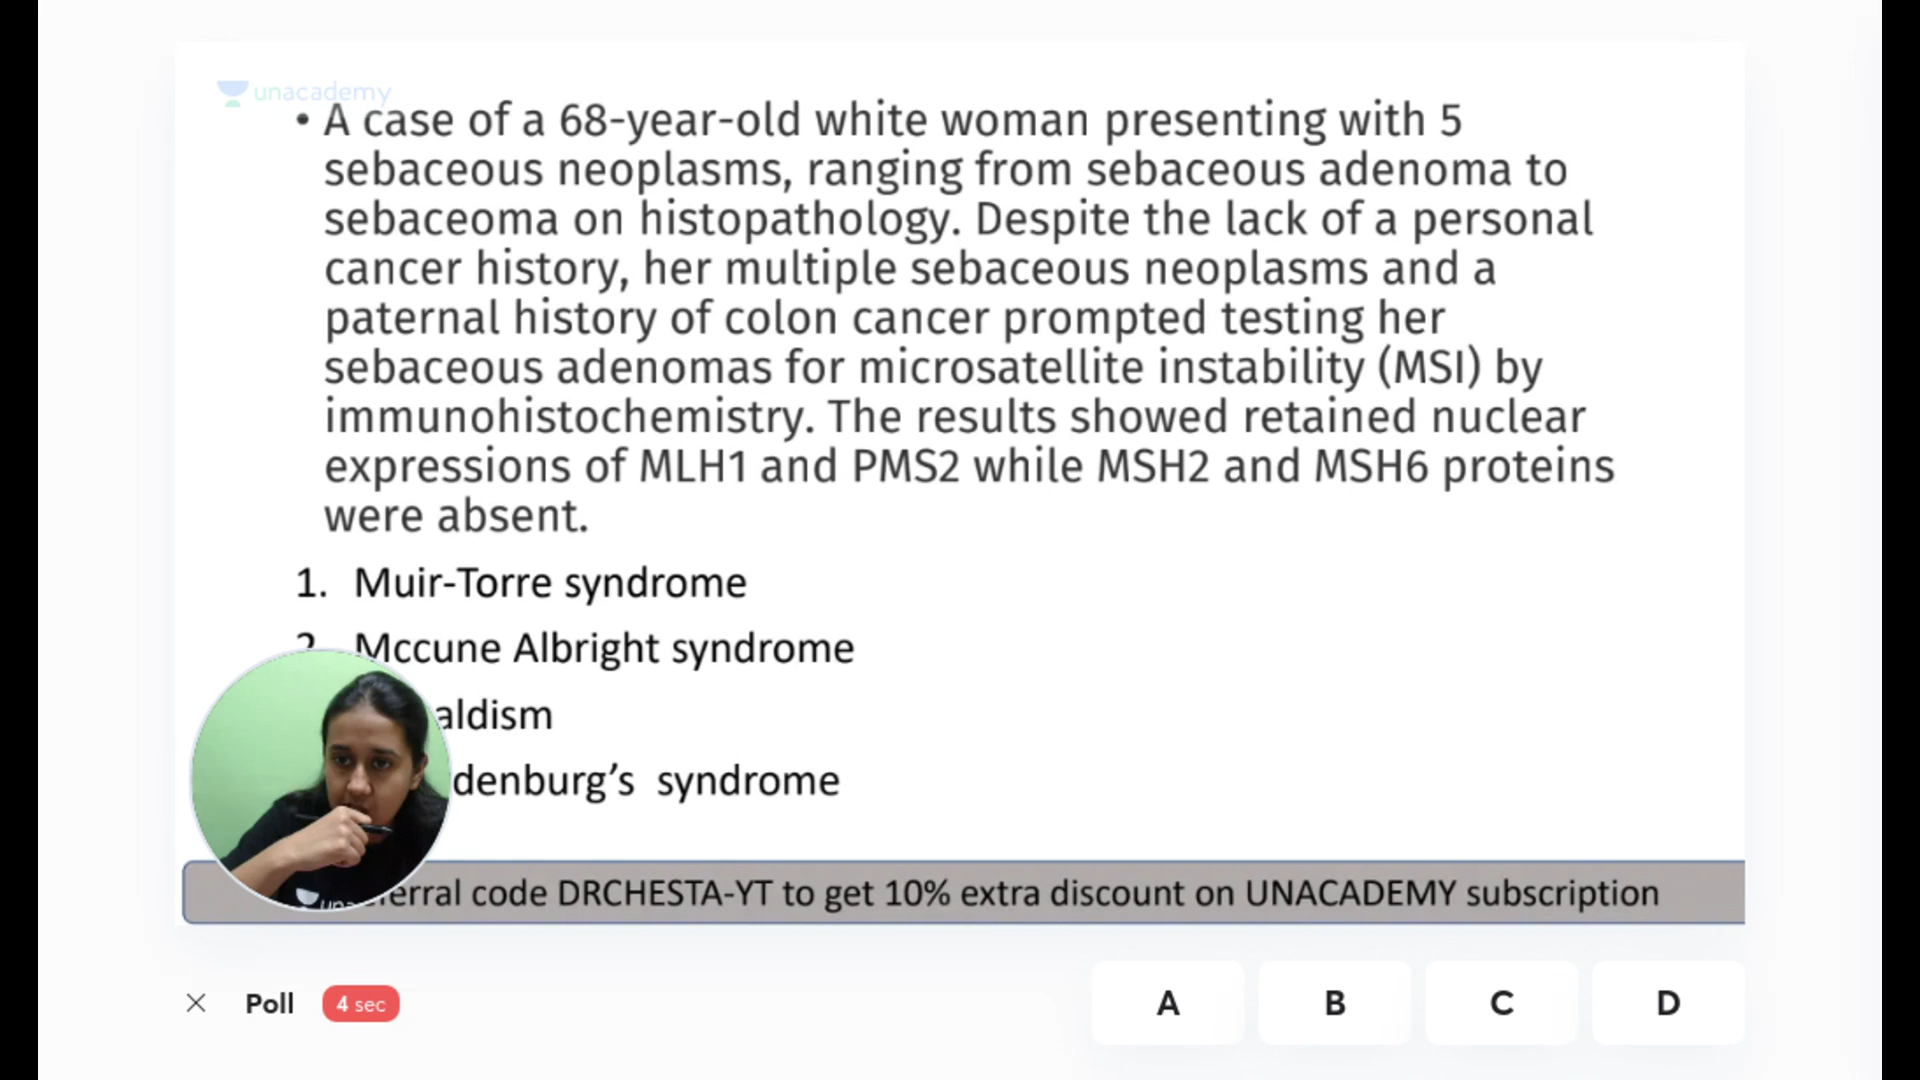 unacademy
• A case of a 68-year-old white woman presenting with 5
sebaceous neoplasms, ranging from sebaceous adenoma to
sebaceoma on histopathology. Despite the lack of a personal
cancer history, her multiple sebaceous neoplasms and a
paternal history of colon cancer prompted testing her
sebaceous adenomas for microsatellite instability (MSI) by
immunohistochemistry. The results showed retained nuclear
expressions of MLH1 and PMS2 while MSH2 and MSH6 proteins
were absent.
1. Muir-Torre syndrome
2. Mccune Albright syndrome
aldism
denburg’s syndrome
erral code DRCHESTA-YT to get 10% extra discount on UNACADEMY subscription
× Poll 4 sec A B C D